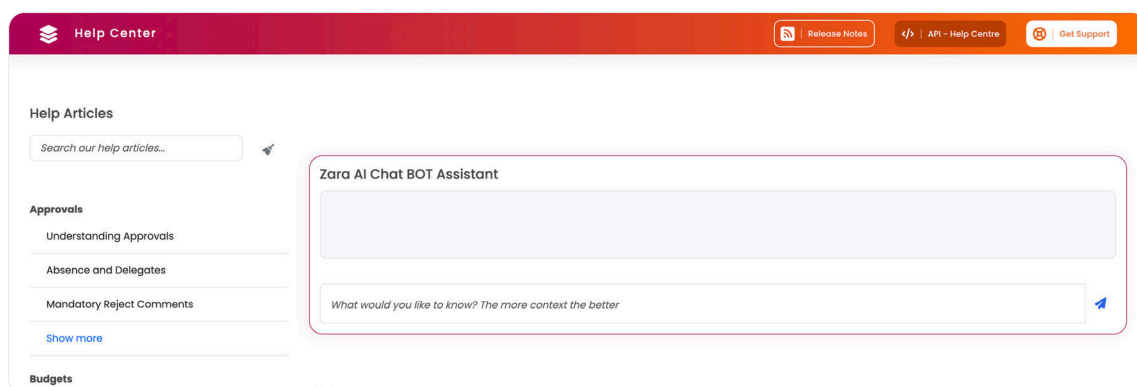 Help Center
Release Notes
</> | API - Help Centre
Get Support
Help Articles
Search our help articles...
Approvals
Understanding Approvals
Absence and Delegates
Mandatory Reject Comments
Show more
Budgets
Zara AI Chat BOT Assistant
What would you like to know? The more context the better